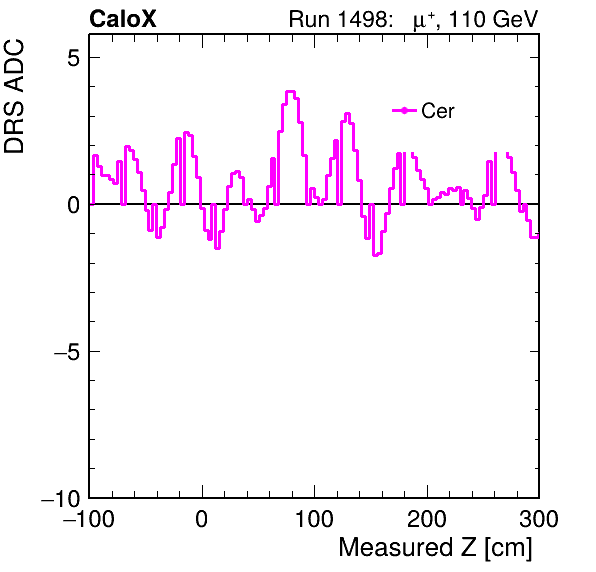 CaloX Run 1498: μ⁺, 110 GeV
DRS ADC
5
Cer
0
−5
−10
−100 0 100 200 300
Measured Z [cm]